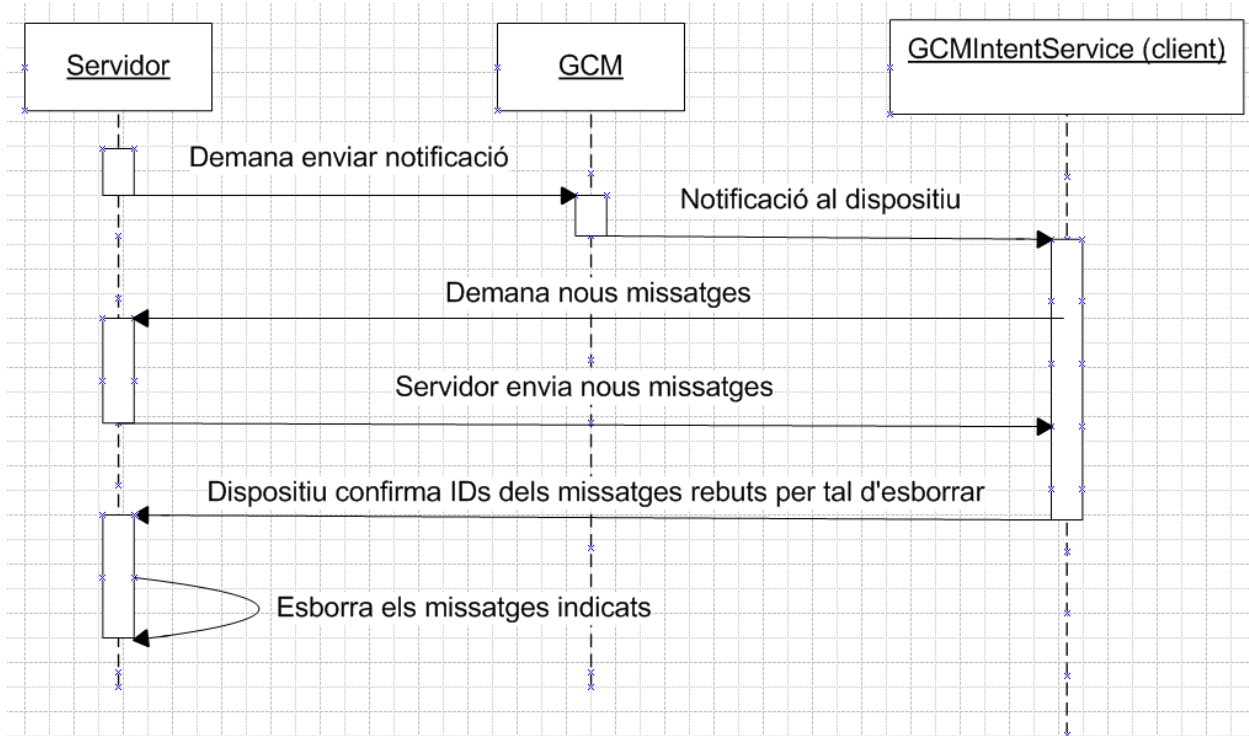 Servidor
GCM
GCMIntentService (client)
Demana enviar notificació
Notificació al dispositiu
Demana nous missatges
Servidor envia nous missatges
Dispositiu confirma IDs dels missatges rebuts per tal d'esborrar
Esborra els missatges indicats